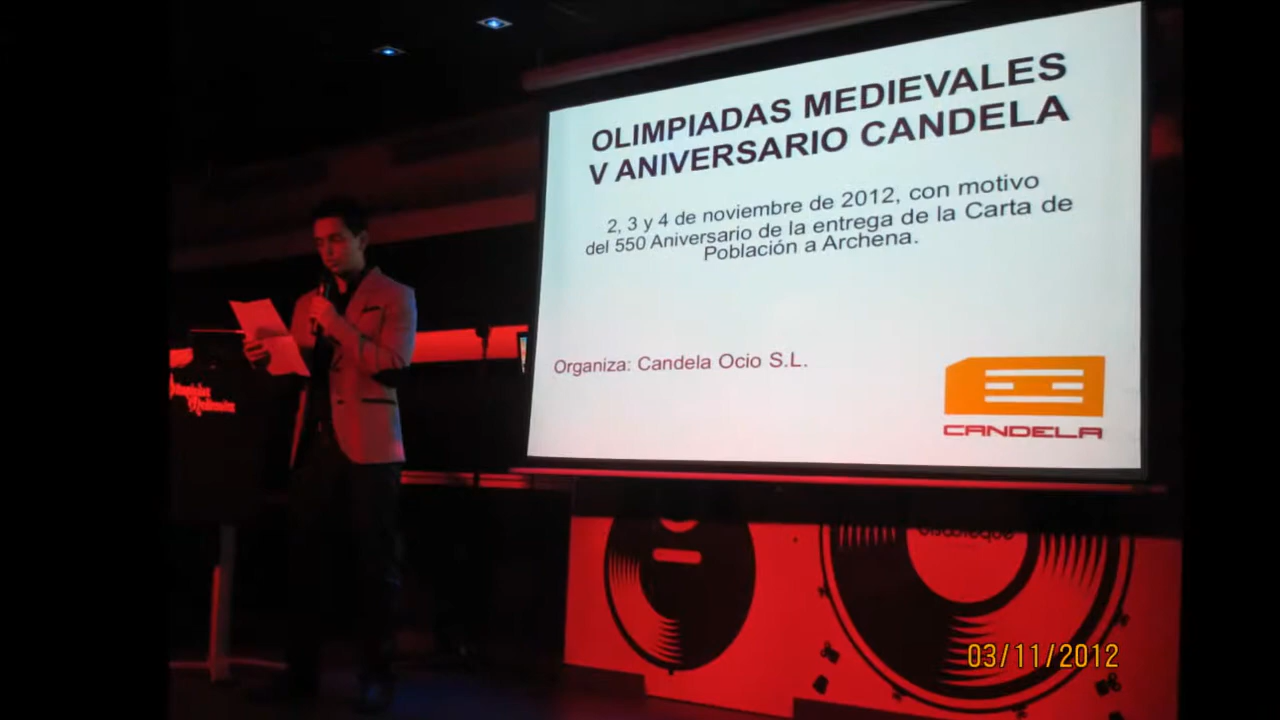 OLIMPIADAS MEDIEVALES
V ANIVERSARIO CANDELA
2, 3 y 4 de noviembre de 2012, con motivo
del 550 Aniversario de la entrega de la Carta de
Población a Archena.
Organiza: Candela Ocio S.L.
CANDELA
03/11/2012